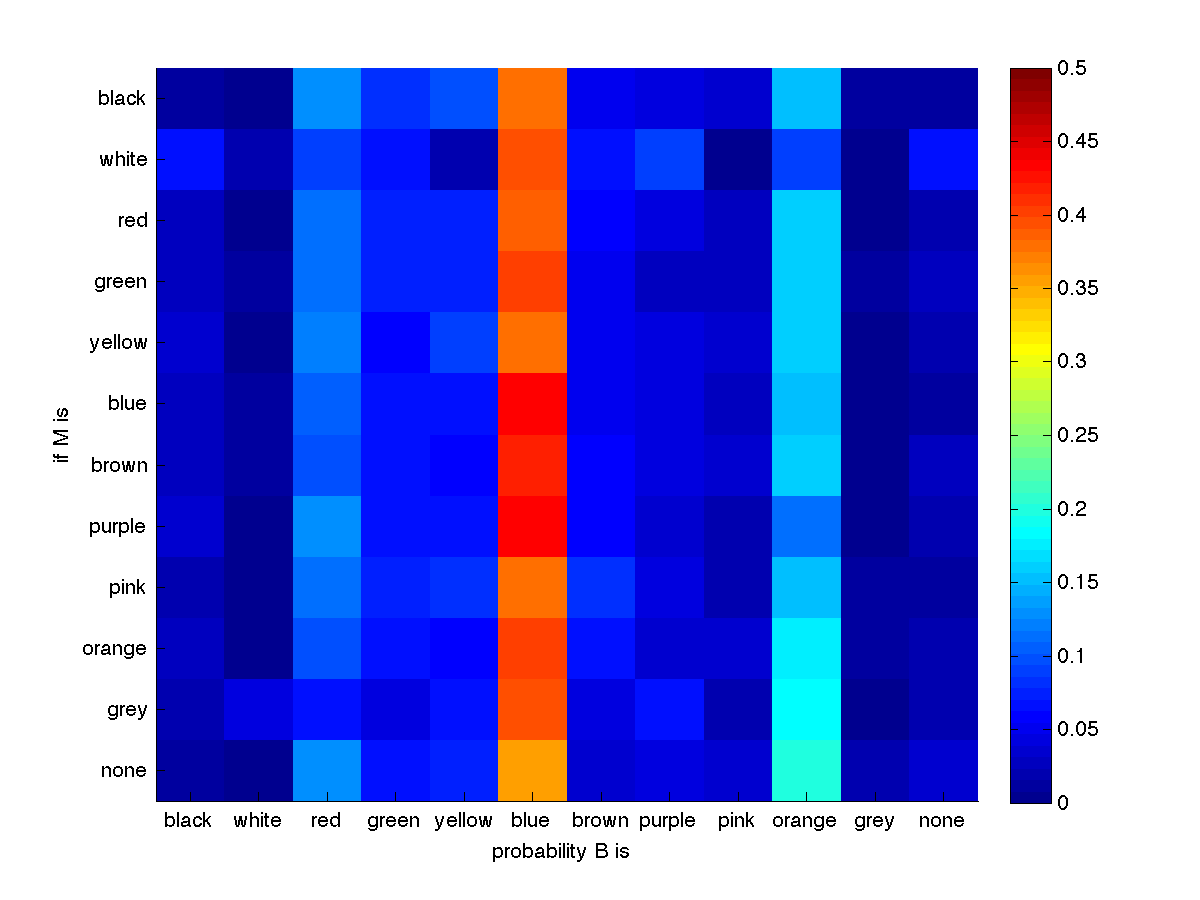 black
white
red
green
yellow
blue
brown
purple
pink
orange
grey
none
if M is
black white red green yellow blue brown purple pink orange grey none
probability B is
0.5
0.45
0.4
0.35
0.3
0.25
0.2
0.15
0.1
0.05
0